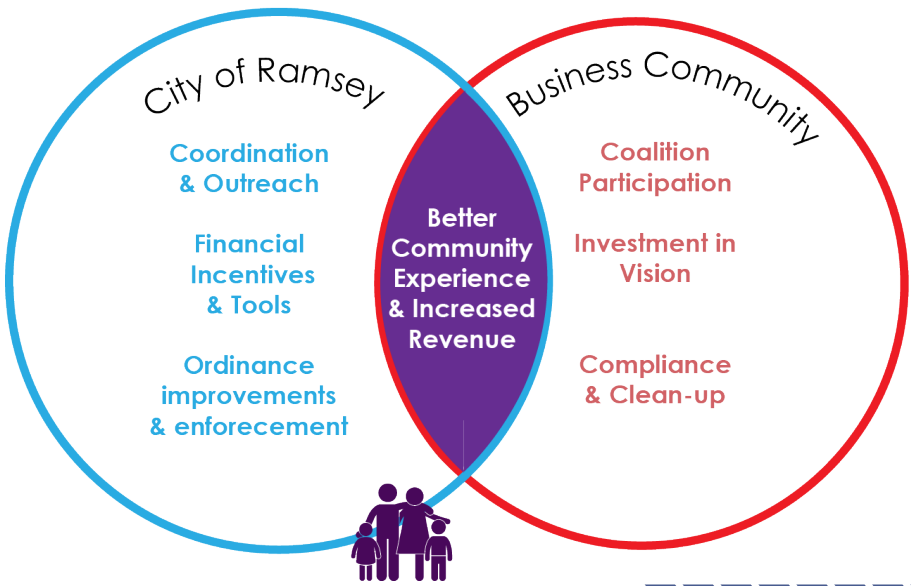 City of Ramsey
Coordination
& Outreach
Financial
Incentives
& Tools
Ordinance
improvements
& enforecement
Better
Community
Experience
& Increased
Revenue
Business Community
Coalition
Participation
Investment in
Vision
Compliance
& Clean-up